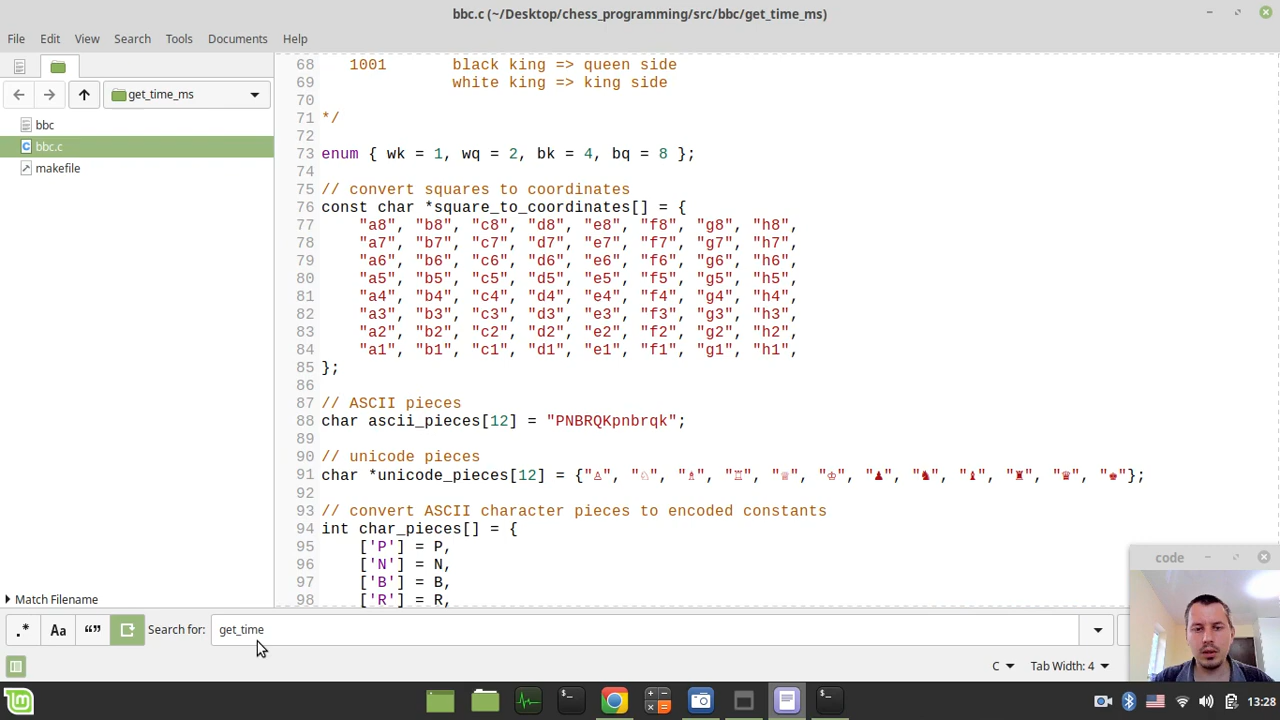 bbc.c (~/Desktop/chess_programming/src/bbc/get_time_ms)
File Edit View Search Tools Documents Help
get_time_ms
bbc
bbc.c
makefile
Match Filename
68 1001 black king => queen side
69 white king => king side
70
71 */
72
73 enum { wk = 1, wq = 2, bk = 4, bq = 8 };
74
75 // convert squares to coordinates
76 const char *square_to_coordinates[] = {
77 "a8", "b8", "c8", "d8", "e8", "f8", "g8", "h8",
78 "a7", "b7", "c7", "d7", "e7", "f7", "g7", "h7",
79 "a6", "b6", "c6", "d6", "e6", "f6", "g6", "h6",
80 "a5", "b5", "c5", "d5", "e5", "f5", "g5", "h5",
81 "a4", "b4", "c4", "d4", "e4", "f4", "g4", "h4",
82 "a3", "b3", "c3", "d3", "e3", "f3", "g3", "h3",
83 "a2", "b2", "c2", "d2", "e2", "f2", "g2", "h2",
84 "a1", "b1", "c1", "d1", "e1", "f1", "g1", "h1",
85 };
86
87 // ASCII pieces
88 char ascii_pieces[12] = "PNBRQKpnbrqk";
89
90 // unicode pieces
91 char *unicode_pieces[12] = {"♙", "♘", "♗", "♖", "♕", "♔", "♟", "♞", "♝", "♜", "♛", "♚"};
92
93 // convert ASCII character pieces to encoded constants
94 int char_pieces[] = {
95 ['P'] = P,
96 ['N'] = N,
97 ['B'] = B,
98 ['R'] = R,
code
.* Aa “” Search for: get_time
C Tab Width: 4
13:28